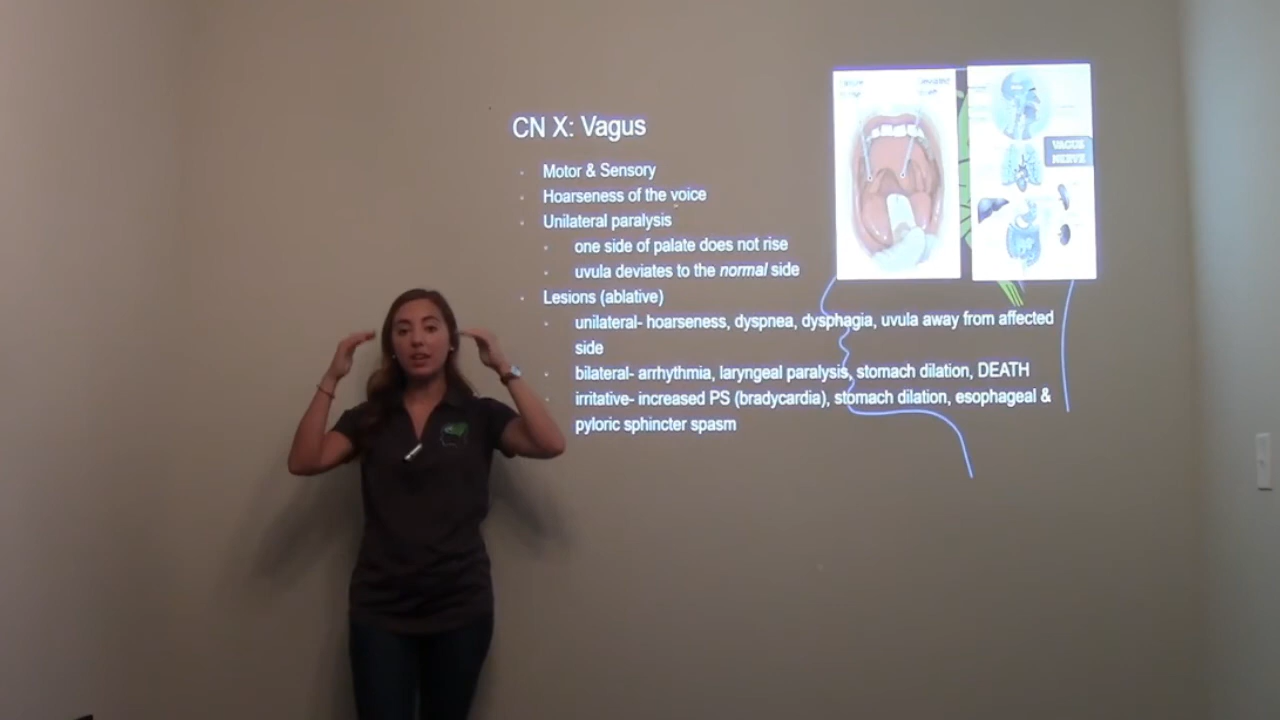 CN X: Vagus
Motor & Sensory
Hoarseness of the voice
Unilateral paralysis
one side of palate does not rise
uvula deviates to the normal side
Lesions (ablative)
unilateral- hoarseness, dyspnea, dysphagia, uvula away from affected
side
bilateral- arrhythmia, laryngeal paralysis, stomach dilation, DEATH
irritative- increased PS (bradycardia), stomach dilation, esophageal &
pyloric sphincter spasm
VAGUS
NERVE